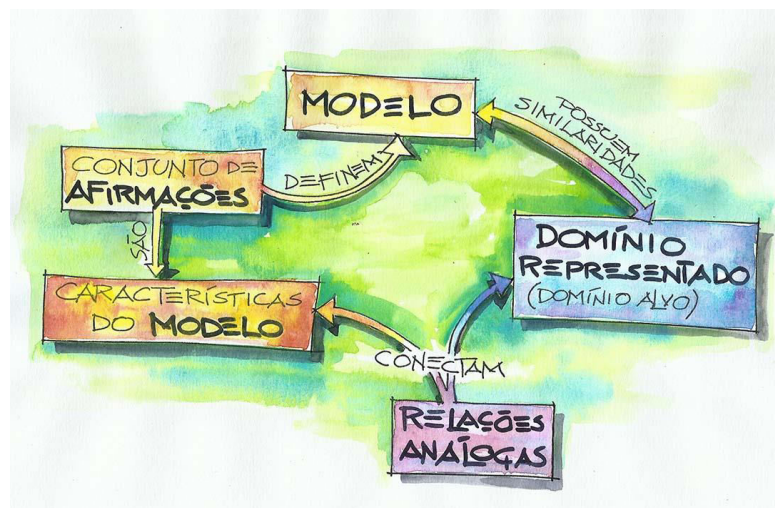 MODELO
POSSUEM
SIMILARIDADES
CONJUNTO DE
AFIRMAÇÕES
DEFINEM
SÃO
DOMÍNIO
REPRESENTADO
(DOMÍNIO ALVO)
CARACTERÍSTICAS
DO MODELO
CONECTAM
RELAÇÕES
ANÁLOGAS